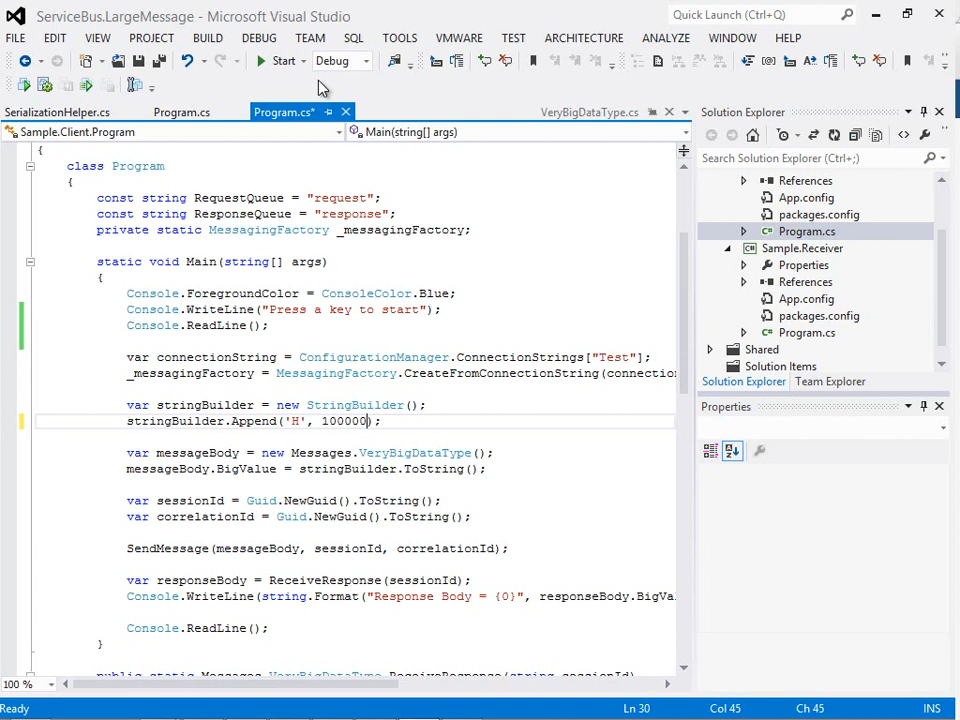 ServiceBus.LargeMessage - Microsoft Visual Studio
Quick Launch (Ctrl+Q)
FILE EDIT VIEW PROJECT BUILD DEBUG TEAM SQL TOOLS VMWARE TEST ARCHITECTURE ANALYZE WINDOW HELP
Start Debug
SerializationHelper.cs Program.cs Program.cs* VeryBigDataType.cs
Sample.Client.Program Main(string[] args)
{
class Program
{
const string RequestQueue = "request";
const string ResponseQueue = "response";
private static MessagingFactory _messagingFactory;
static void Main(string[] args)
{
Console.ForegroundColor = ConsoleColor.Blue;
Console.WriteLine("Press a key to start");
Console.ReadLine();
var connectionString = ConfigurationManager.ConnectionStrings["Test"];
_messagingFactory = MessagingFactory.CreateFromConnectionString(connection
var stringBuilder = new StringBuilder();
stringBuilder.Append('H', 100000);
var messageBody = new Messages.VeryBigDataType();
messageBody.BigValue = stringBuilder.ToString();
var sessionId = Guid.NewGuid().ToString();
var correlationId = Guid.NewGuid().ToString();
SendMessage(messageBody, sessionId, correlationId);
var responseBody = ReceiveResponse(sessionId);
Console.WriteLine(string.Format("Response Body = {0}", responseBody.BigVa
Console.ReadLine();
}
public static Messages.VeryBigDataType ReceiveResponse(string sessionId)
100 %
Solution Explorer
Search Solution Explorer (Ctrl+;)
References
App.config
packages.config
Program.cs
Sample.Receiver
Properties
References
App.config
packages.config
Program.cs
Shared
Solution Items
Solution Explorer Team Explorer
Properties
Ready Ln 30 Col 45 Ch 45 INS